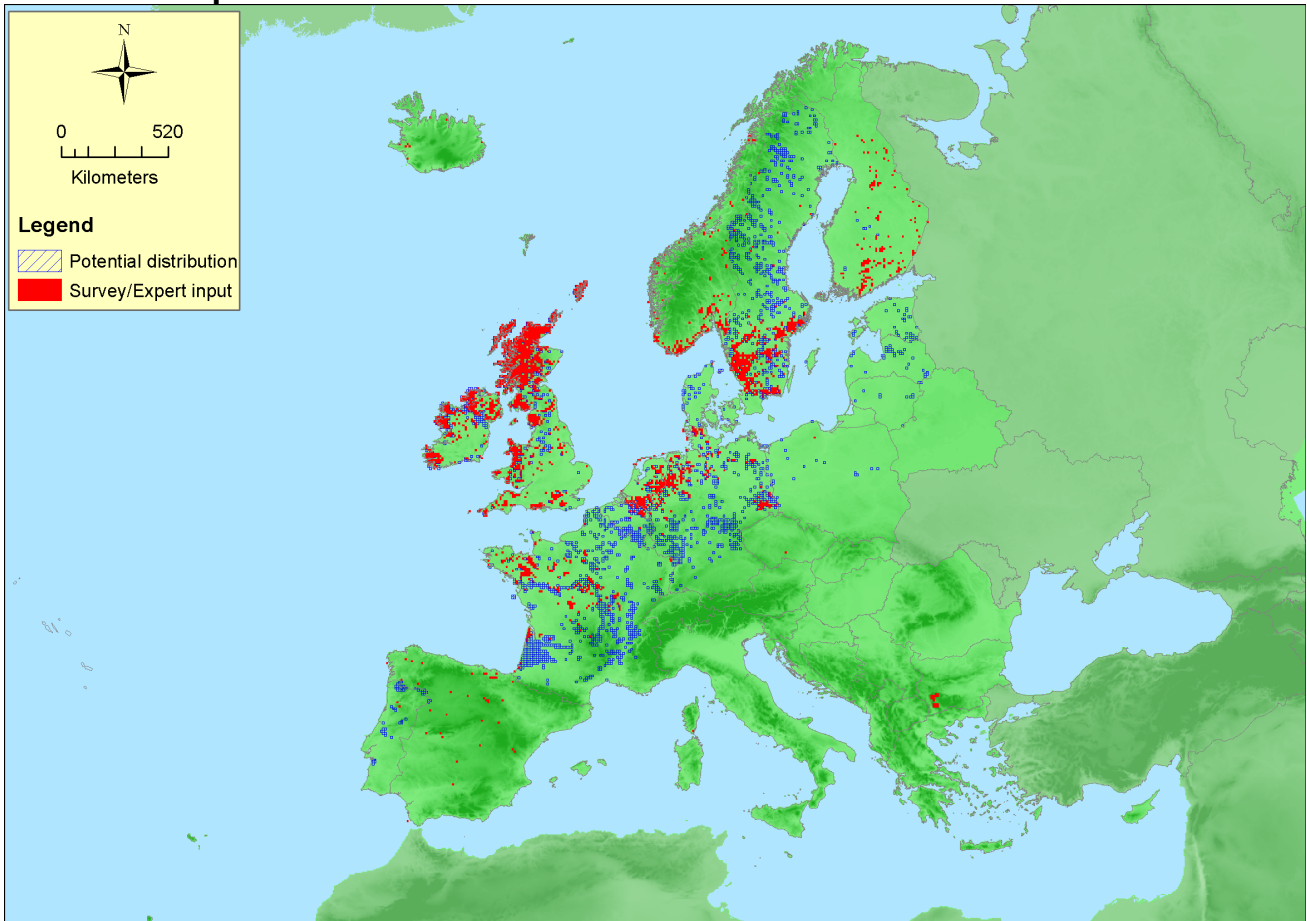 N
0 520
Kilometers
Legend
Potential distribution
Survey/Expert input